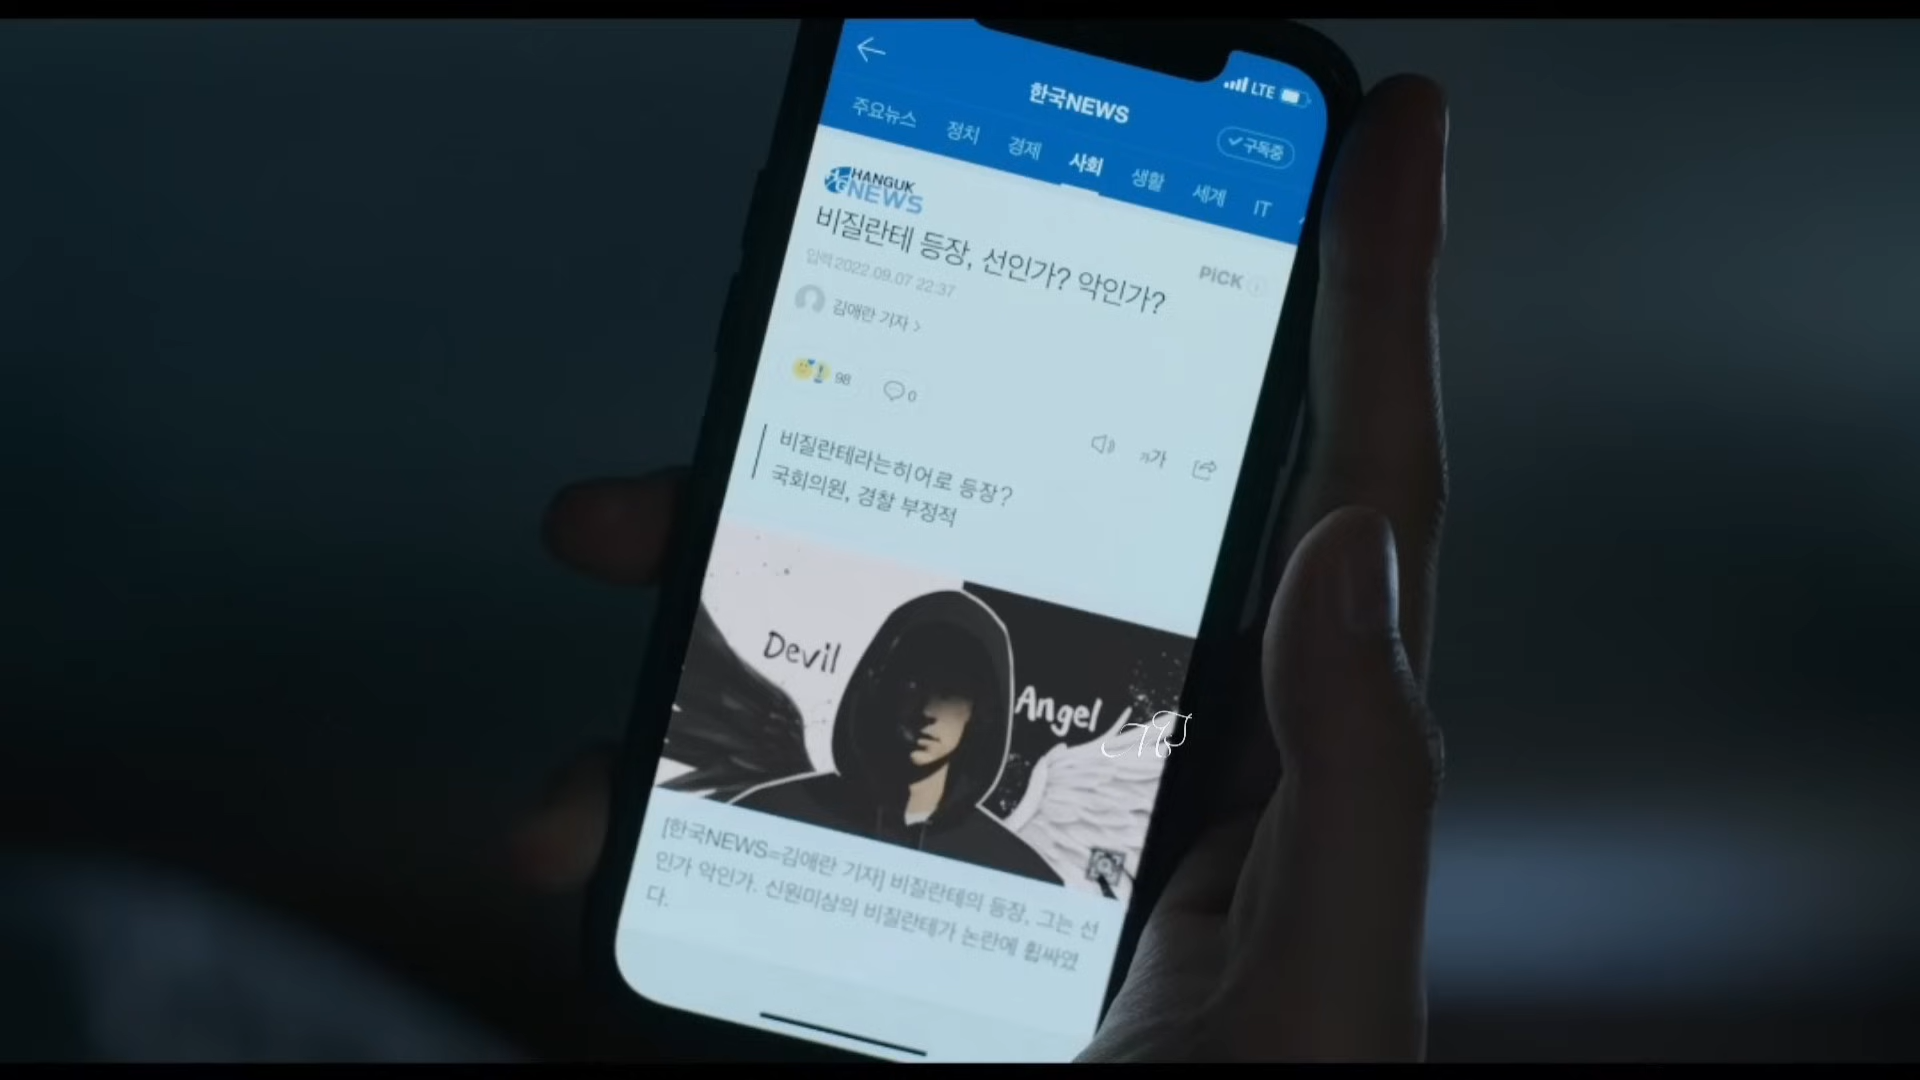 LTE
한국NEWS
구독중
주요뉴스 정치 경제 사회 생활 세계 IT
HANGUK
NEWS
비질란테 등장, 선인가? 악인가?
PICK
입력 2022.09.07 22:37
김애란 기자 >
98 0
가가
비질란테라는히어로 등장?
국회의원, 경찰 부정적
Devil
Angel
[한국NEWS=김애란 기자] 비질란테의 등장, 그는 선
인가 악인가. 신원미상의 비질란테가 논란에 휩싸였
다.